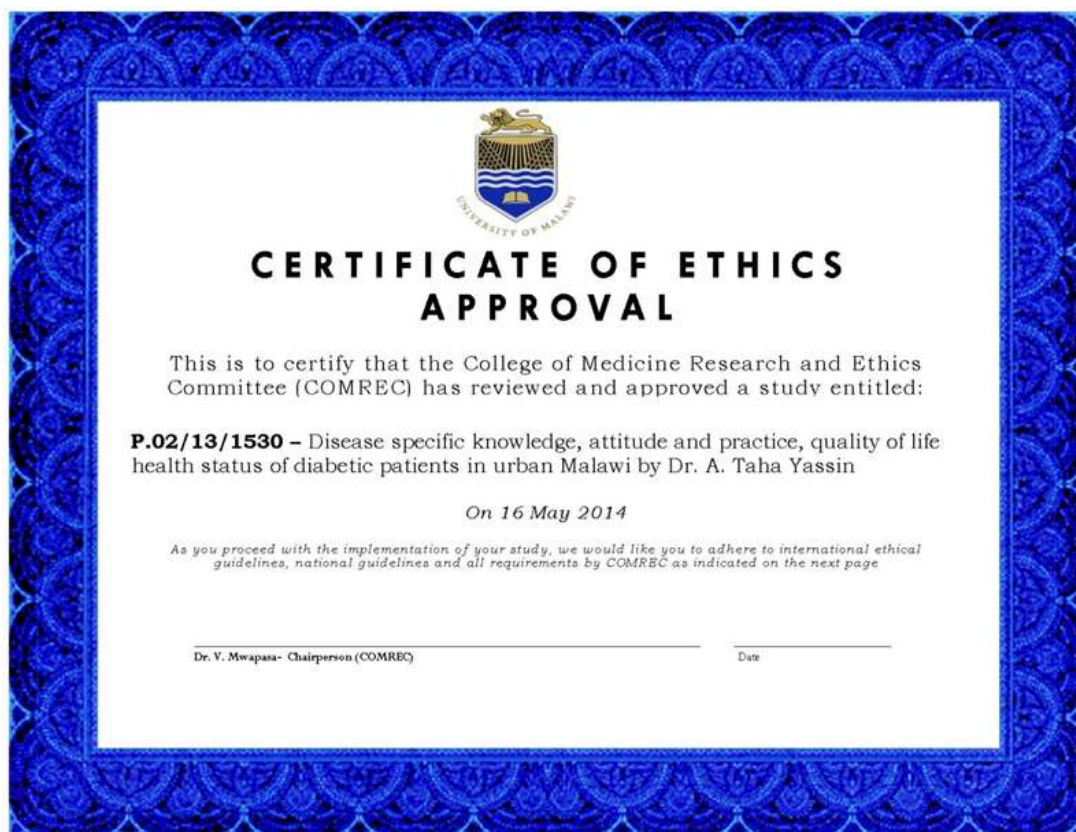 UNIVERSITY OF MALAWI
CERTIFICATE OF ETHICS
APPROVAL
This is to certify that the College of Medicine Research and Ethics
Committee (COMREC) has reviewed and approved a study entitled:
P.02/13/1530 – Disease specific knowledge, attitude and practice, quality of life
health status of diabetic patients in urban Malawi by Dr. A. Taha Yassin
On 16 May 2014
As you proceed with the implementation of your study, we would like you to adhere to international ethical
guidelines, national guidelines and all requirements by COMREC as indicated on the next page
Dr. V. Mwapasa- Chairperson (COMREC)
Date